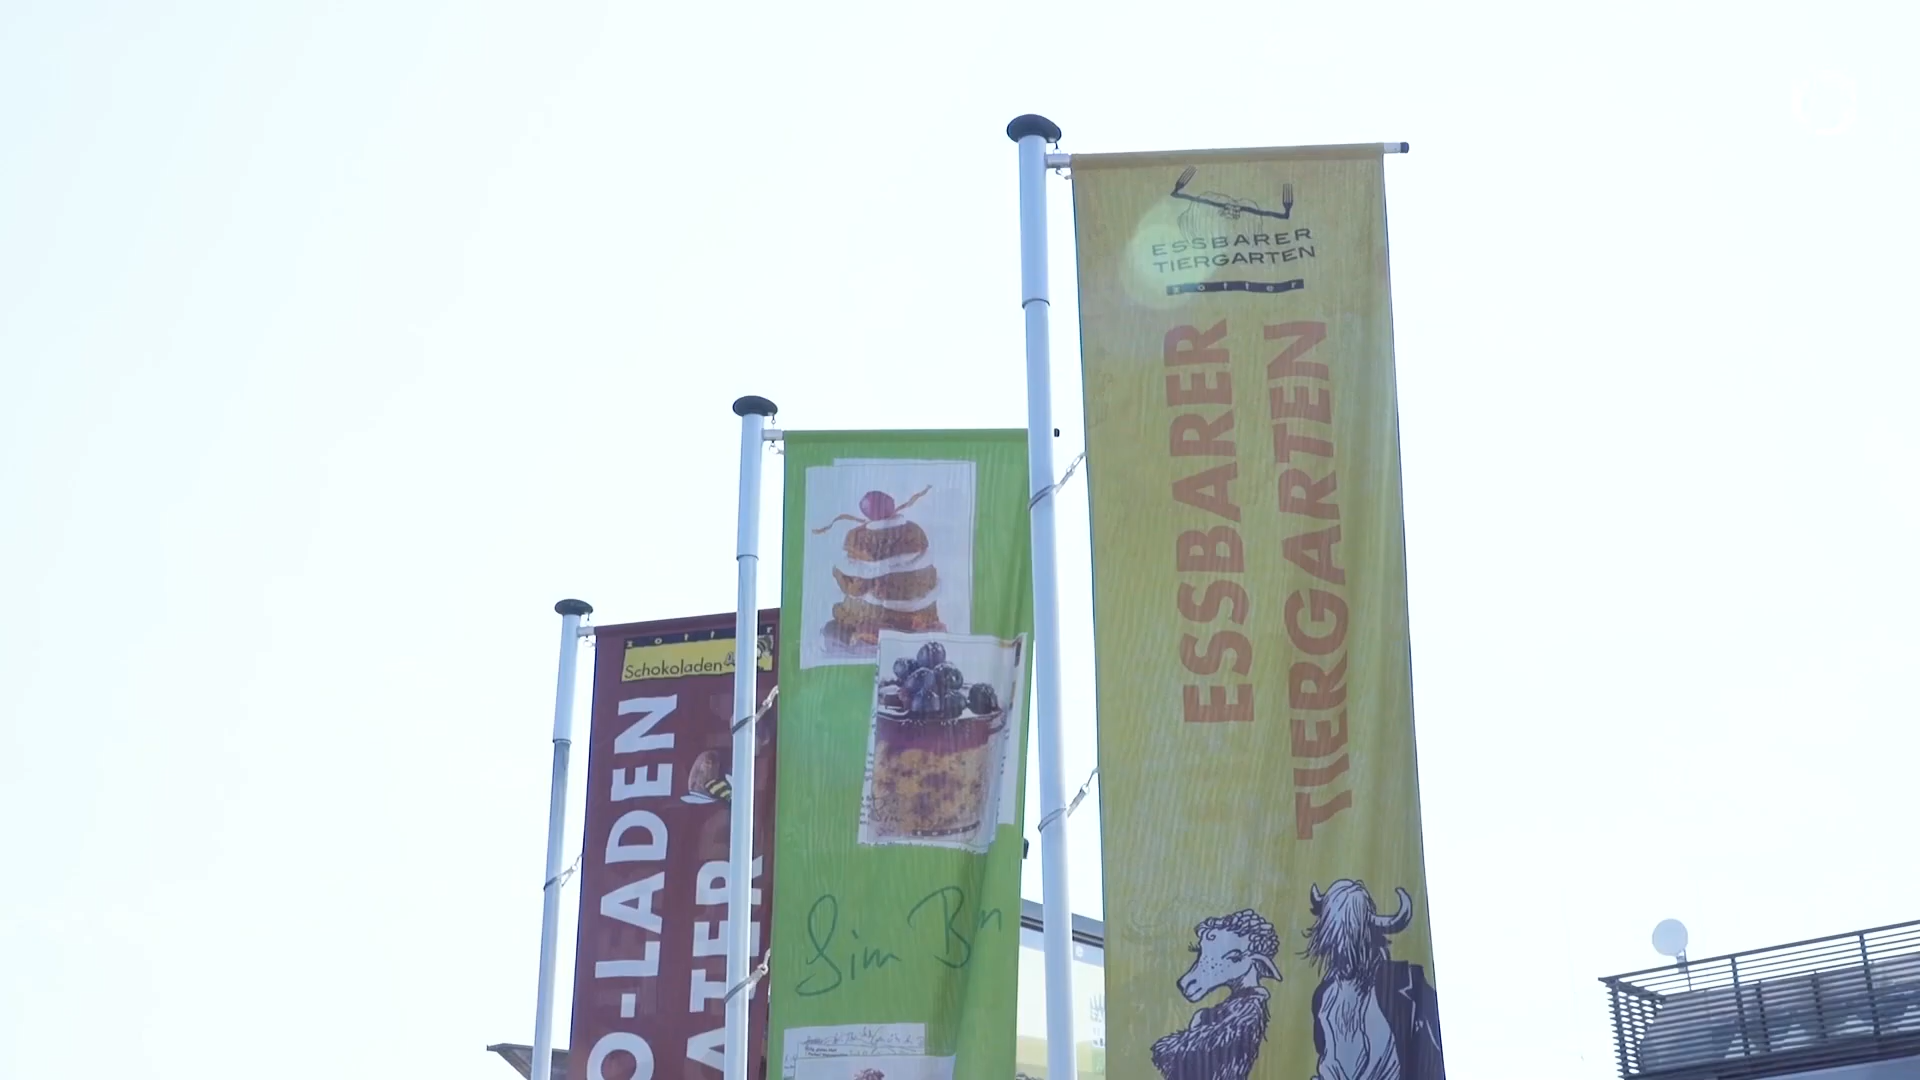 ESSBARER
TIERGARTEN
zotter
ESSBARER
TIERGARTEN
zotter
Schokoladen
O-LADEN
ATER